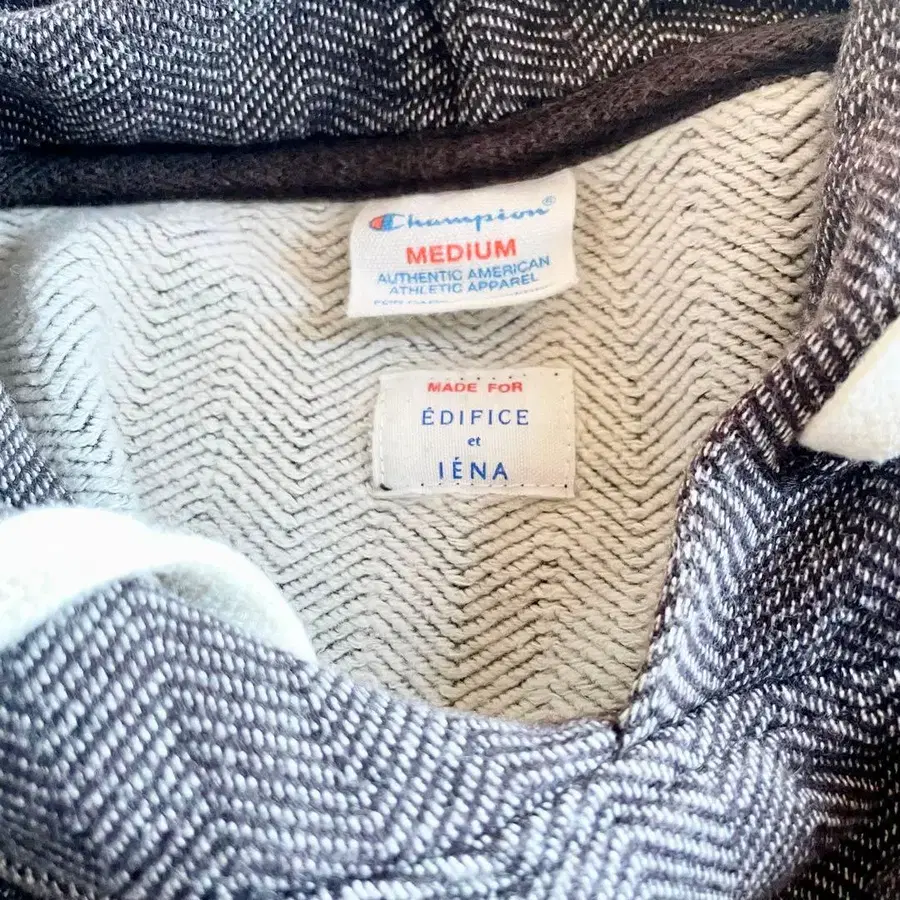 Champion®
MEDIUM
AUTHENTIC AMERICAN
ATHLETIC APPAREL
MADE FOR
ÉDIFICE
et
IÉNA